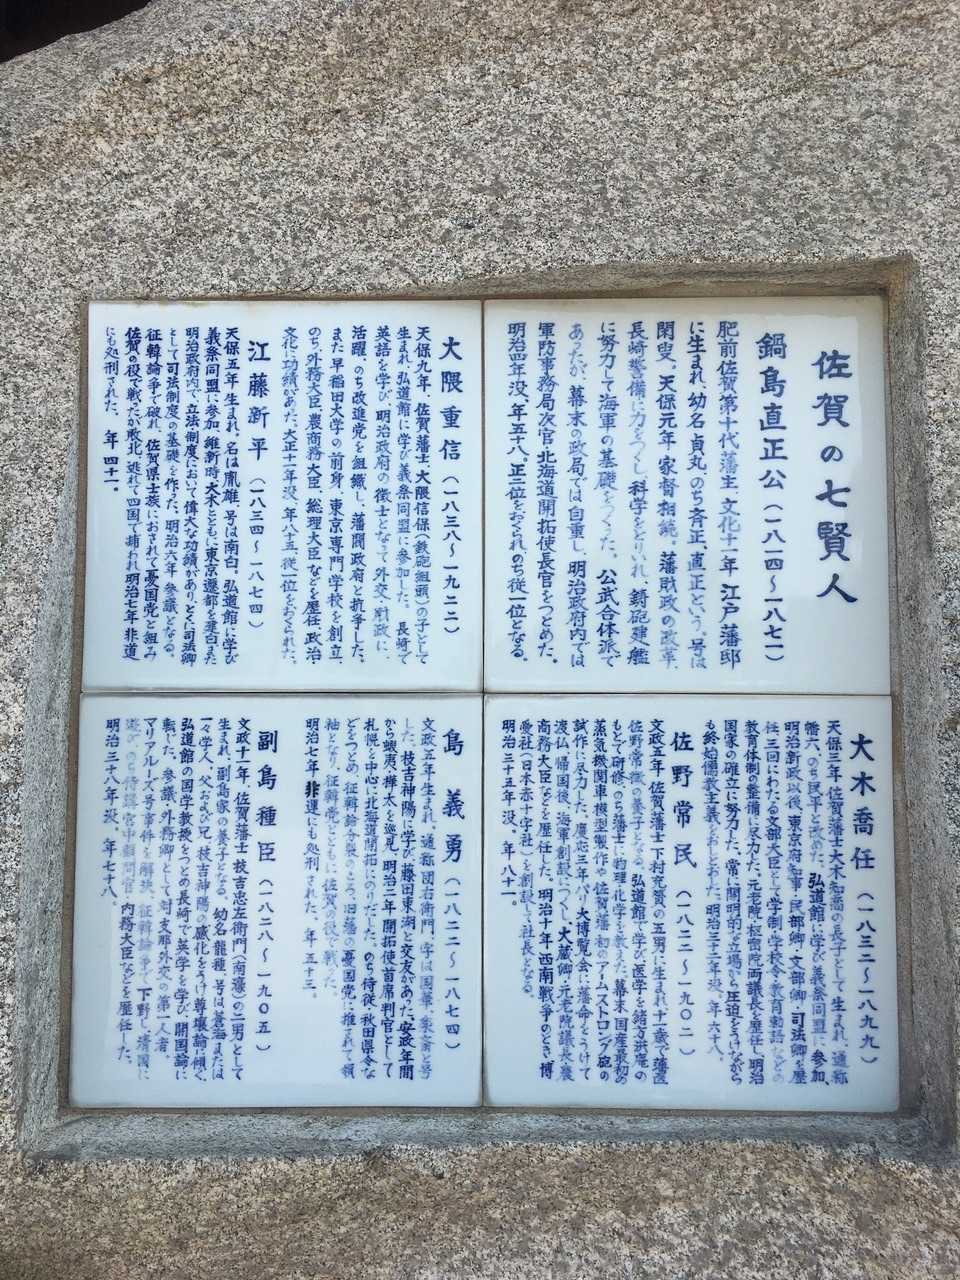 佐賀の七賢人
鍋島直正公（一八一四～一八七一）
肥前佐賀第十代藩主。文化十一年江戸藩邸
に生まれ、幼名貞丸、のち斉正、直正という。号は
閑叟。天保元年家督相続。藩財政の改革、
長崎警備に力をつくし、科学をとりいれ、鋳砲建艦
に努力して海軍の基礎をつくった。公武合体派で
あったが、幕末の政局では自重し、明治政府内では
軍防事務局次官、北海道開拓使長官をつとめた。
明治四年没、年五十八。正二位をおくられのち従一位となる。
大隈重信（一八三八～一九二二）
天保九年、佐賀藩士大隈信保（鉄砲組頭）の子として
生まれ、弘道館に学び義祭同盟に参加した。長崎で
英語を学び、明治政府の徴士となって外交、財政に、
活躍、のち改進党を組織し、藩閥政府と抗争した。
また早稲田大学の前身、東京専門学校を創立、
のち、外務大臣、農商務大臣、総理大臣などを歴任、政治
文化に功績があった。大正十一年没、年八十五、従一位をおくられた。
江藤新平（一八三四～一八七四）
天保五年生まれ。名は胤雄、号は南白。弘道館に学び
義祭同盟に参加。維新時、大木とともに東京遷都を建白また
明治政府内で、立法制度において偉大な功績があり、とくに司法卿
として司法制度の基礎を作った。明治六年参議となる。
征韓論争で破れ、佐賀県士族におされて憂国党と組み
佐賀の役で戦ったが敗北、逃れて四国で捕われ明治七年非運
にも処刑された。年四十一。
大木喬任（一八三二～一八九九）
天保三年、佐賀藩士大木知喬の長子として生まれ、通称
幡六、のち民平と改めた。弘道館に学び義祭同盟に参加、
明治新政以後、東京府知事・民部卿・文部卿・司法卿を歴
任、三回にわたる文部大臣として学制・学校令・教育勅語などの
教育体制の整備に尽力した。元老院・枢密院両議長を歴任し明治
国家の確立に努力した。常に開明的な立場から圧迫をうけながら
も終始儒教主義をおしとおした。明治三十二年没。年六十八。
佐野常民（一八二二～一九〇二）
文政五年佐賀藩士下村充贇の五男に生まれ十一歳で藩医
佐野常徴の養子となる。弘道館で学び、医学を緒方洪庵の
もとで研修、のち藩士に物理・化学を教えた。幕末国産最初の
蒸気機関車模型製作や佐賀藩初のアームストロング砲の
試作に尽力した。慶応三年パリ大博覧会に藩命をうけて
渡仏、帰国後、海軍創設につくし、大蔵卿・元老院議長・農
商務大臣などを歴任した。明治十年西南戦争のとき博
愛社（日本赤十字社）を創設して社長となる。
明治三十五年没。年八十一。
島義勇（一八二二～一八七四）
文政五年生まれ。通称団右衛門、字は国華、楽斎と号
した。枝吉神陽に学び藤田東湖と交友があった。安政年間
から蝦夷・樺太を巡見。明治二年開拓使首席判官として
札幌を中心に北海道開拓にのりだした。のち侍従、秋田県令な
どをつとめ、征韓論分裂のころ、旧藩の憂国党に推されて領
袖となり、征韓党とともに佐賀の役で戦った。
明治七年、非運にも処刑された。年五十三。
副島種臣（一八二八～一九〇五）
文政十一年、佐賀藩士枝吉忠左衛門（南濠）の二男として
生まれ、副島家の養子となる。幼名龍種、号は蒼海または
一々学人。父および兄（枝吉神陽）の感化をうけ尊攘論に傾く。
弘道館の国学教授をつとめ長崎で英学を学び、開国論に
転じた。参議・外務卿として対支那外交の第一人者、
マリアルーズ号事件を解決、征韓論争で下野し、清国に
遊び、のち侍講、宮中顧問官、内務大臣などを歴任した。
明治三十八年没。年七十八。